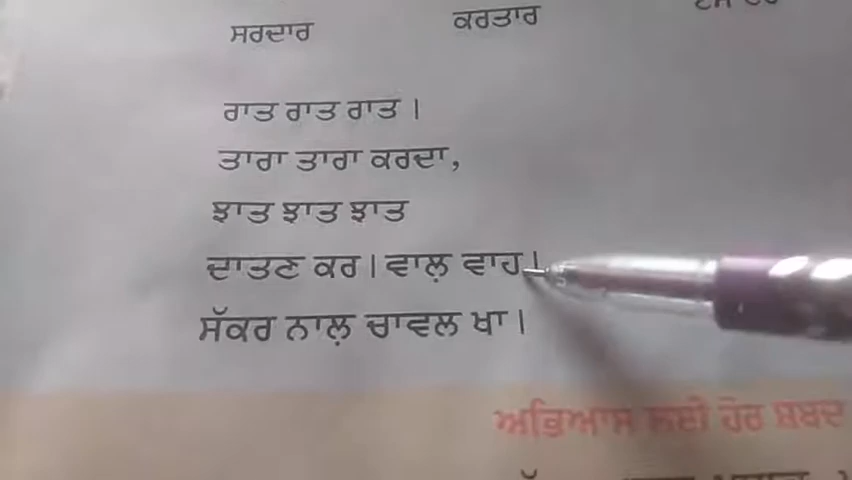 ਸਰਦਾਰ ਕਰਤਾਰ
ਰਾਤ ਰਾਤ ਰਾਤ ।
ਤਾਰਾ ਤਾਰਾ ਕਰਦਾ,
ਝਾਤ ਝਾਤ ਝਾਤ
ਦਾਤਣ ਕਰ । ਵਾਲ਼ ਵਾਹ ।
ਸੱਕਰ ਨਾਲ਼ ਚਾਵਲ ਖਾ ।
ਅਭਿਆਸ ਲਈ ਹੋਰ ਸ਼ਬਦ